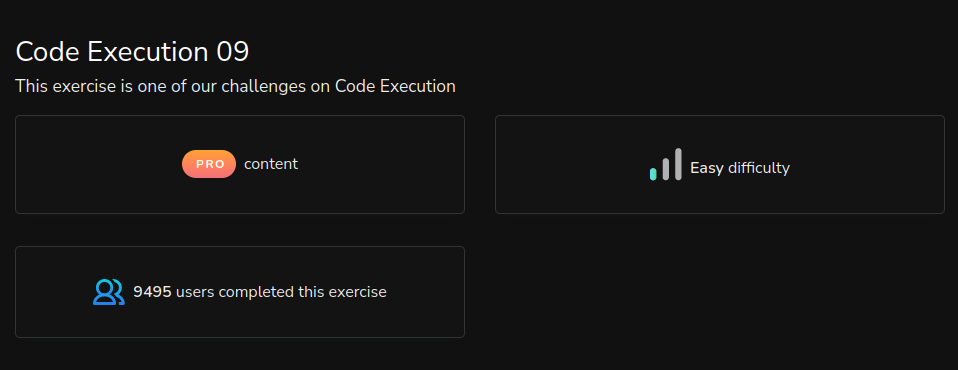 Code Execution 09
This exercise is one of our challenges on Code Execution
PRO content
Easy difficulty
9495 users completed this exercise